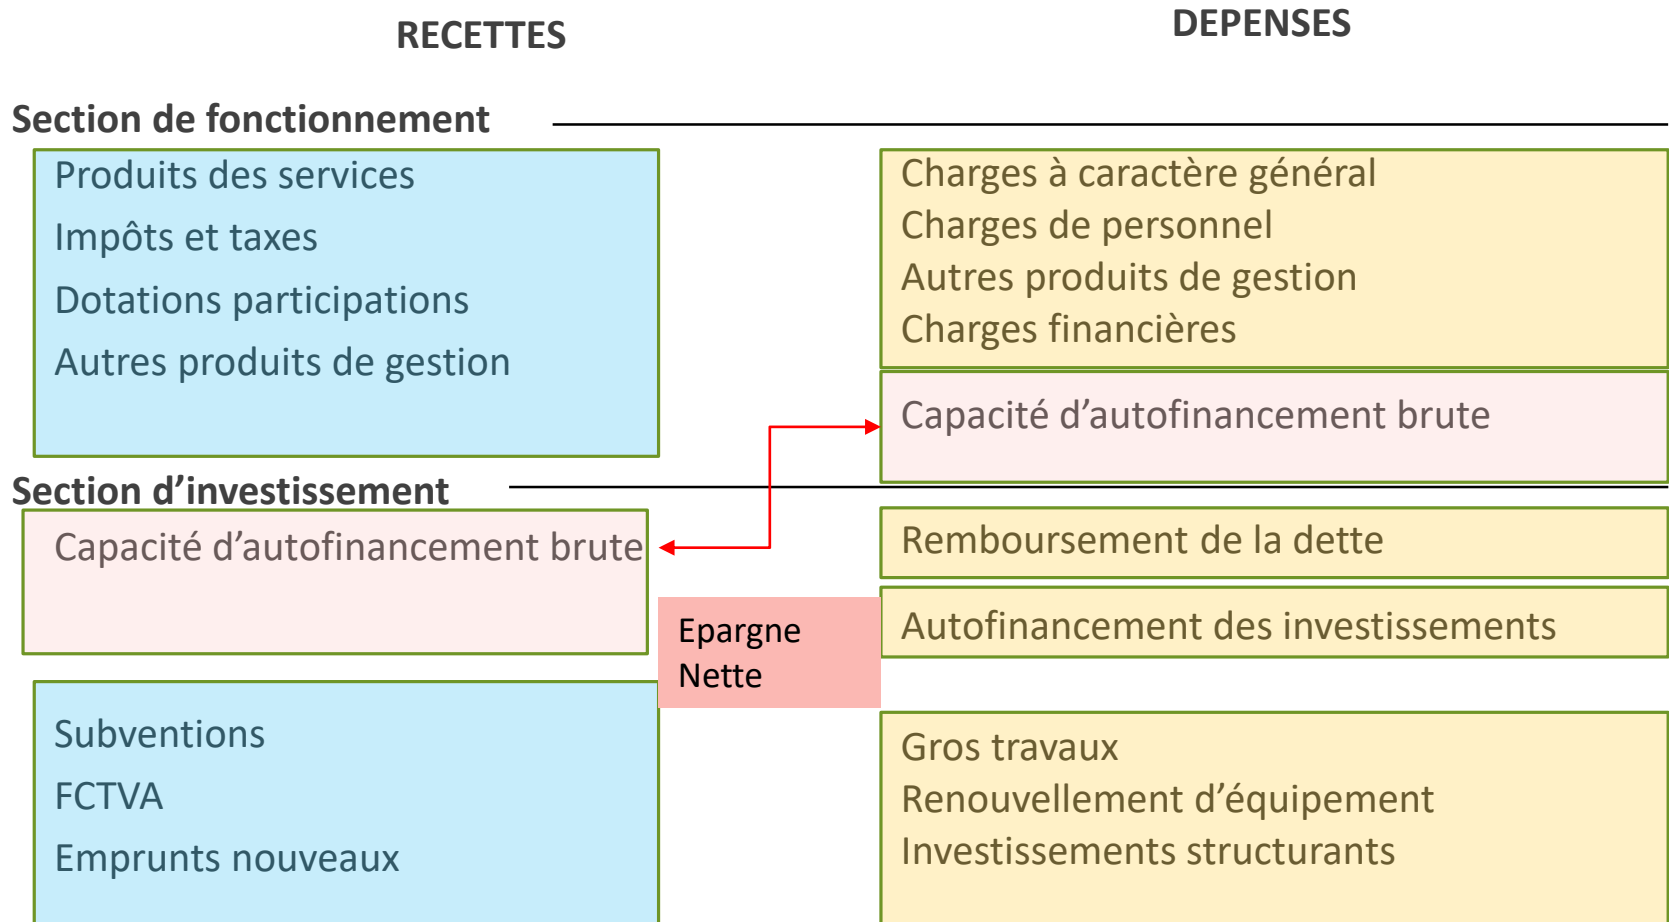 RECETTES
DEPENSES
Section de fonctionnement
Produits des services
Impôts et taxes
Dotations participations
Autres produits de gestion
Charges à caractère général
Charges de personnel
Autres produits de gestion
Charges financières
Capacité d’autofinancement brute
Section d’investissement
Capacité d’autofinancement brute
Remboursement de la dette
Epargne
Nette
Autofinancement des investissements
Subventions
FCTVA
Emprunts nouveaux
Gros travaux
Renouvellement d’équipement
Investissements structurants